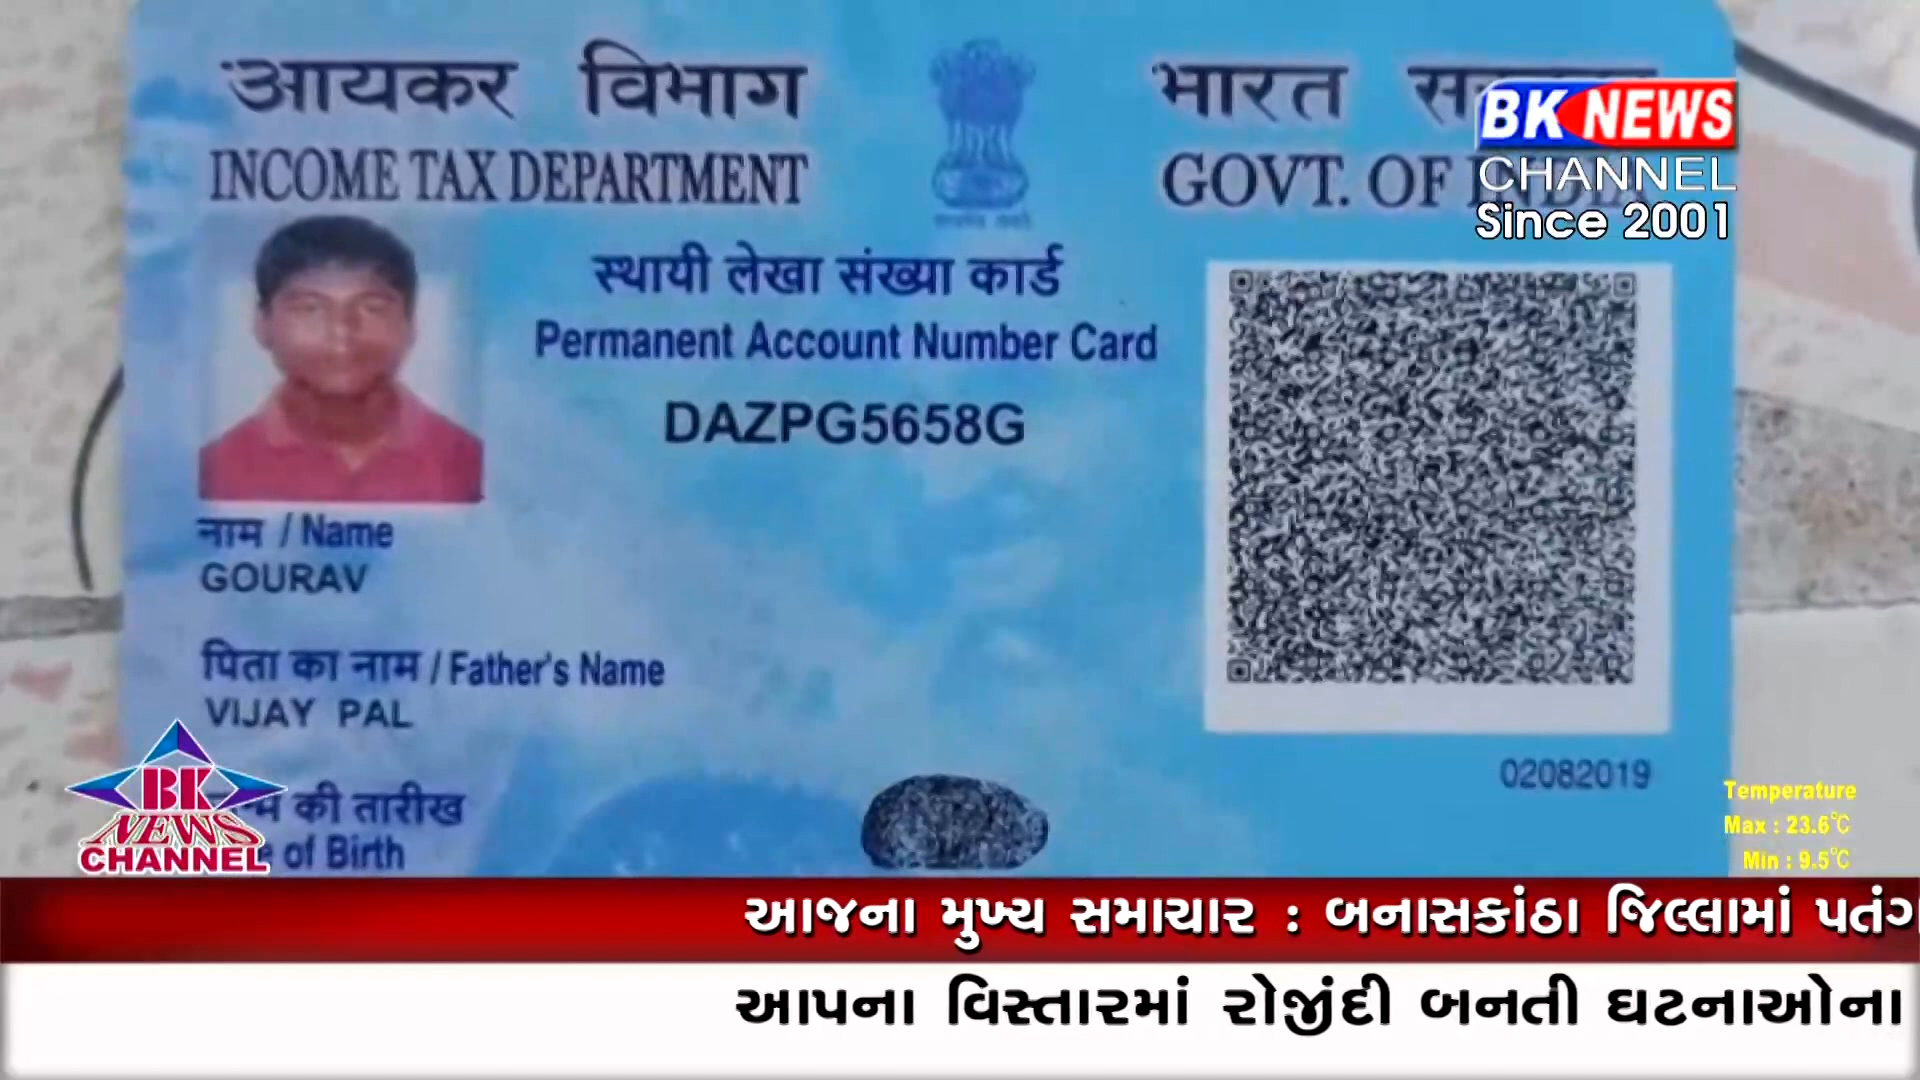 आयकर विभाग
INCOME TAX DEPARTMENT
भारत
GOVT. OF
BK NEWS
CHANNEL
Since 2001
स्थायी लेखा संख्या कार्ड
Permanent Account Number Card
DAZPG5658G
नाम / Name
GOURAV
पिता का नाम / Father's Name
VIJAY PAL
की तारीख
of Birth
02082019
BK
NEWS
CHANNEL
Temperature
Max : 23.6℃
Min : 9.5℃
આજના મુખ્ય સમાચાર : બનાસકાંઠા જિલ્લામાં પતંગ
આપના વિસ્તારમાં રોજીંદી બનતી ઘટનાઓના